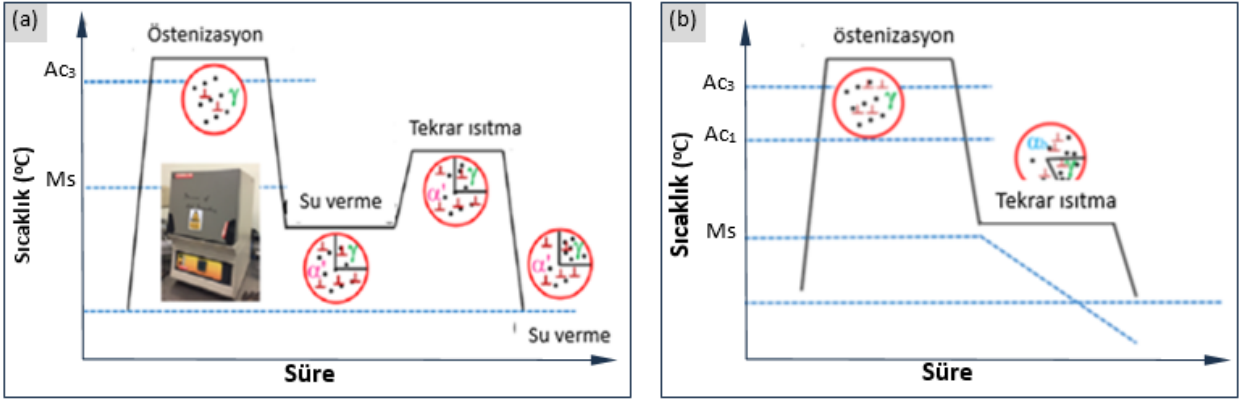 (a)
Östenizasyon
Ac₃
γ
Tekrar ısıtma
Ms
Su verme
γ
α'
γ
α'
γ
α'
Su verme
Sıcaklık (ºC)
Süre
(b)
östenizasyon
Ac₃
γ
Ac₁
Tekrar ısıtma
Ms
Sıcaklık (ºC)
Süre